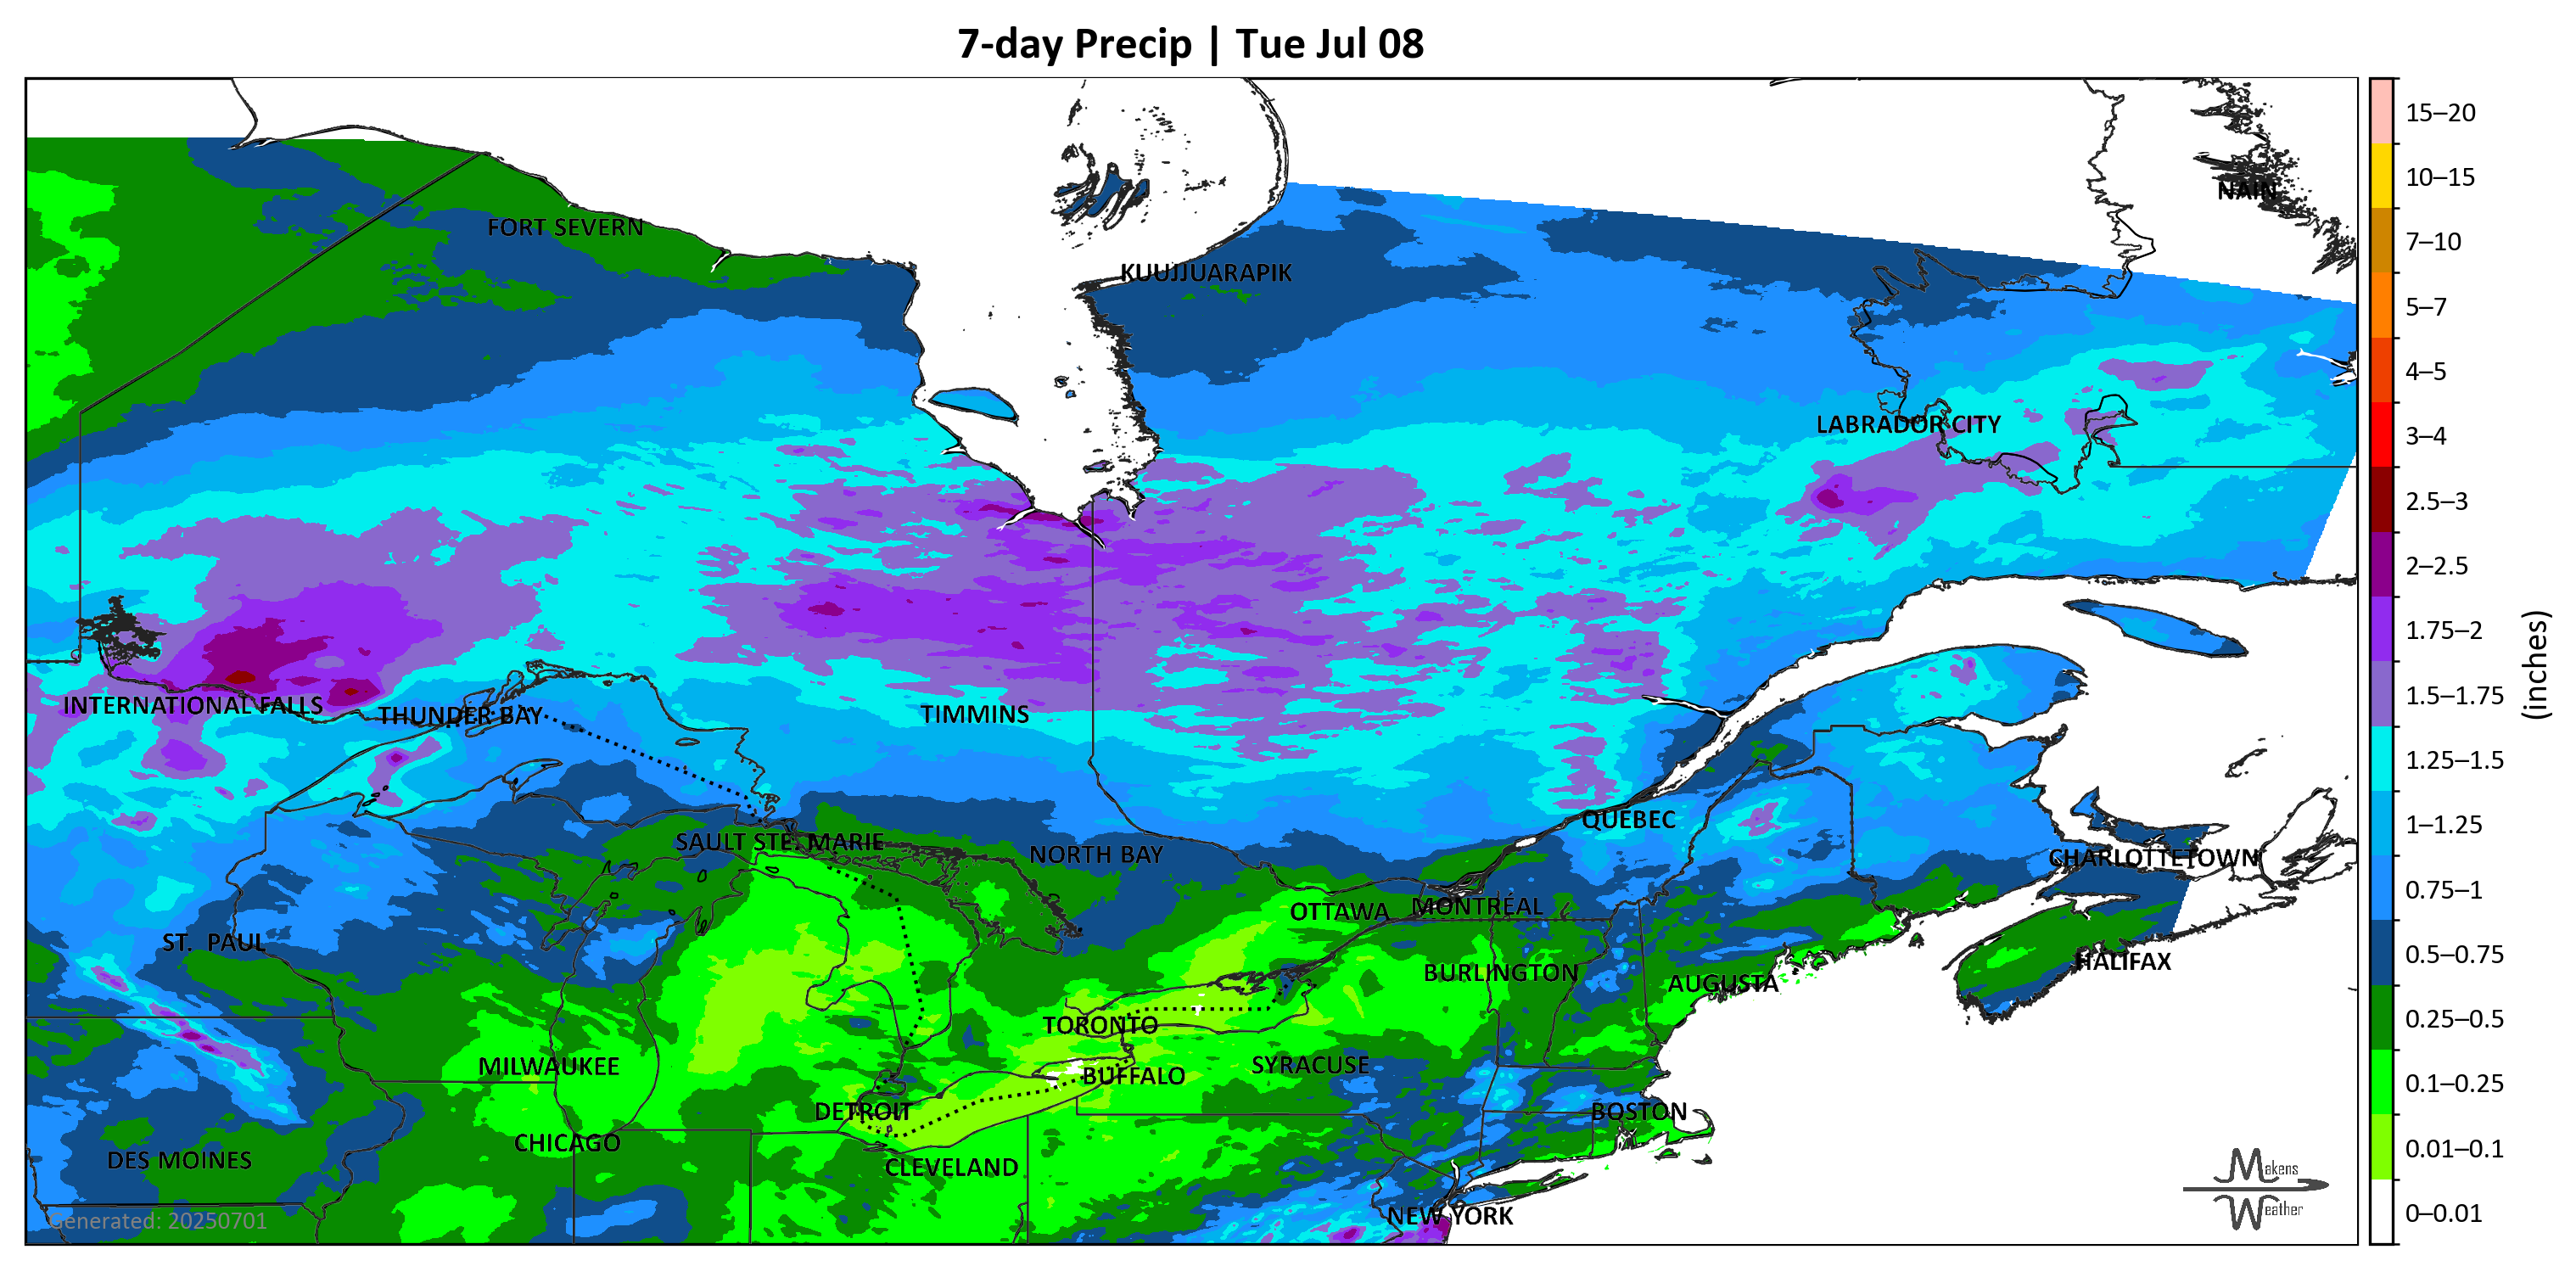 7-day Precip | Tue Jul 08
15–20
10–15
7–10
5–7
4–5
3–4
2.5–3
2–2.5
1.75–2
1.5–1.75
1.25–1.5
1–1.25
0.75–1
0.5–0.75
0.25–0.5
0.1–0.25
0.01–0.1
0–0.01
(inches)
NAIN
FORT SEVERN
KUUJJUARAPIK
LABRADOR CITY
INTERNATIONAL FALLS
THUNDER BAY
TIMMINS
QUEBEC
SAULT STE. MARIE
NORTH BAY
CHARLOTTETOWN
OTTAWA
MONTREAL
ST. PAUL
HALIFAX
BURLINGTON
AUGUSTA
TORONTO
MILWAUKEE
SYRACUSE
BUFFALO
DETROIT
BOSTON
CHICAGO
DES MOINES
CLEVELAND
NEW YORK
Generated: 20250701
Makens
Weather